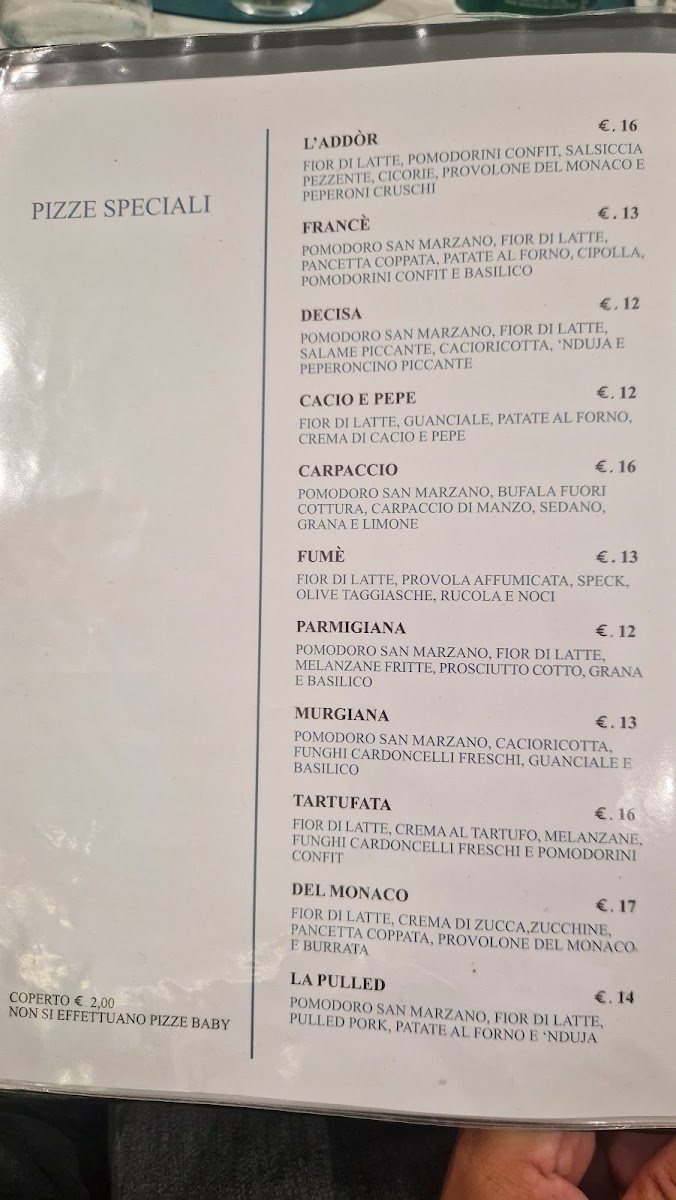 PIZZE SPECIALI
L'ADDÒR €. 16
FIOR DI LATTE, POMODORINI CONFIT, SALSICCIA
PEZZENTE, CICORIE, PROVOLONE DEL MONACO E
PEPERONI CRUSCHI
FRANCÈ €. 13
POMODORO SAN MARZANO, FIOR DI LATTE,
PANCETTA COPPATA, PATATE AL FORNO, CIPOLLA,
POMODORINI CONFIT E BASILICO
DECISA €. 12
POMODORO SAN MARZANO, FIOR DI LATTE,
SALAME PICCANTE, CACIORICOTTA, 'NDUJA E
PEPERONCINO PICCANTE
CACIO E PEPE €. 12
FIOR DI LATTE, GUANCIALE, PATATE AL FORNO,
CREMA DI CACIO E PEPE
CARPACCIO €. 16
POMODORO SAN MARZANO, BUFALA FUORI
COTTURA, CARPACCIO DI MANZO, SEDANO,
GRANA E LIMONE
FUMÈ €. 13
FIOR DI LATTE, PROVOLA AFFUMICATA, SPECK,
OLIVE TAGGIASCHE, RUCOLA E NOCI
PARMIGIANA €. 12
POMODORO SAN MARZANO, FIOR DI LATTE,
MELANZANE FRITTE, PROSCIUTTO COTTO, GRANA
E BASILICO
MURGIANA €. 13
POMODORO SAN MARZANO, CACIORICOTTA,
FUNGHI CARDONCELLI FRESCHI, GUANCIALE E
BASILICO
TARTUFATA €. 16
FIOR DI LATTE, CREMA AL TARTUFO, MELANZANE,
FUNGHI CARDONCELLI FRESCHI E POMODORINI
CONFIT
DEL MONACO €. 17
FIOR DI LATTE, CREMA DI ZUCCA,ZUCCHINE,
PANCETTA COPPATA, PROVOLONE DEL MONACO
E BURRATA
LA PULLED €. 14
POMODORO SAN MARZANO, FIOR DI LATTE,
PULLED PORK, PATATE AL FORNO E 'NDUJA
COPERTO €. 2,00
NON SI EFFETTUANO PIZZE BABY